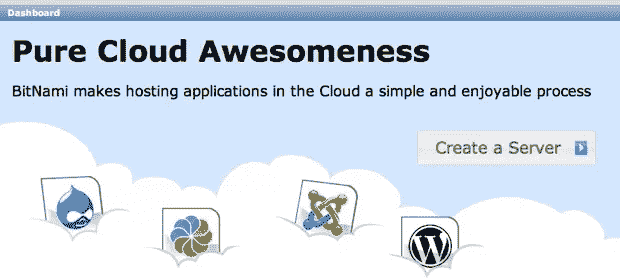 Dashboard
Pure Cloud Awesomeness
BitNami makes hosting applications in the Cloud a simple and enjoyable process
Create a Server